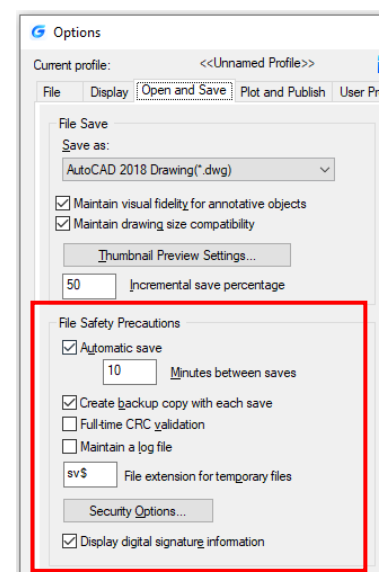 Options
Current profile: <<Unnamed Profile>>
File Display Open and Save Plot and Publish User Pr
File Save
Save as:
AutoCAD 2018 Drawing(*.dwg)
Maintain visual fidelity for annotative objects
Maintain drawing size compatibility
Thumbnail Preview Settings...
50 Incremental save percentage
File Safety Precautions
Automatic save
10 Minutes between saves
Create backup copy with each save
Full-time CRC validation
Maintain a log file
sv$ File extension for temporary files
Security Options...
Display digital signature information